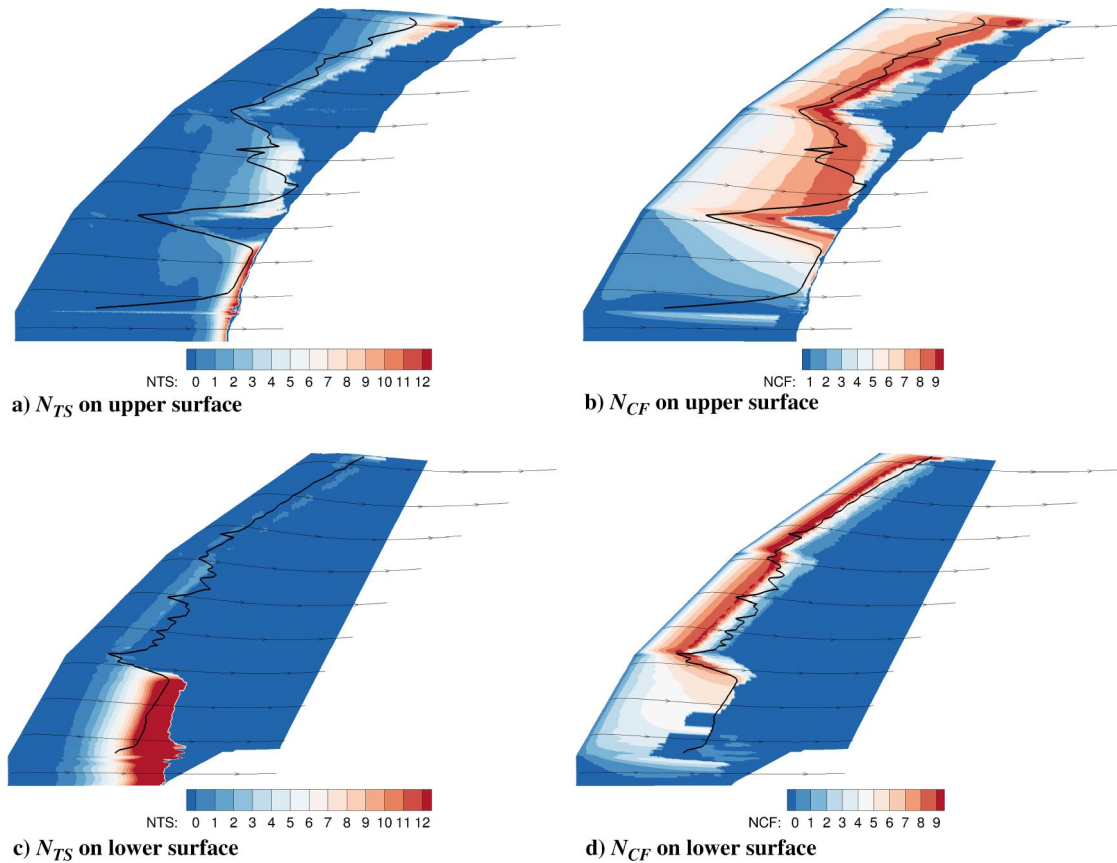 NTS: 0 1 2 3 4 5 6 7 8 9 10 11 12
a) N_TS on upper surface
NCF: 1 2 3 4 5 6 7 8 9
b) N_CF on upper surface
NTS: 0 1 2 3 4 5 6 7 8 9 10 11 12
c) N_TS on lower surface
NCF: 0 1 2 3 4 5 6 7 8 9
d) N_CF on lower surface